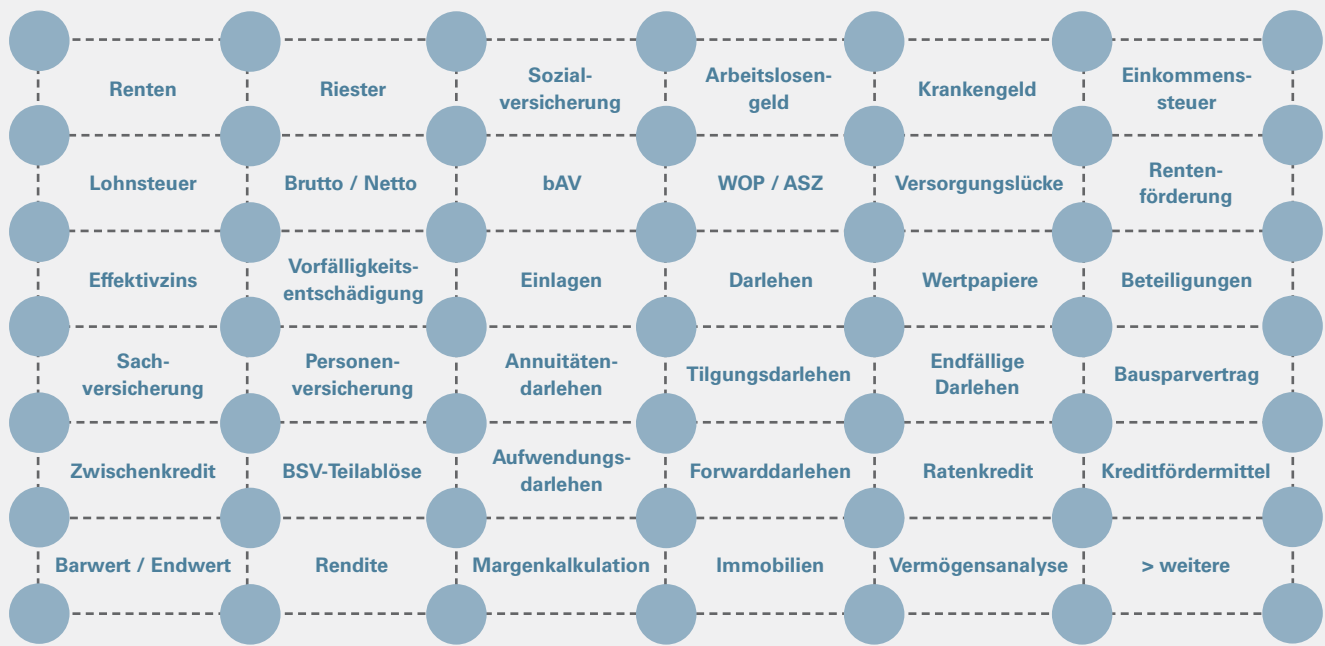 Renten
Riester
Sozial-
versicherung
Arbeitslosen-
geld
Krankengeld
Einkommens-
steuer
Lohnsteuer
Brutto / Netto
bAV
WOP / ASZ
Versorgungslücke
Renten-
förderung
Effektivzins
Vorfälligkeits-
entschädigung
Einlagen
Darlehen
Wertpapiere
Beteiligungen
Sach-
versicherung
Personen-
versicherung
Annuitäten-
darlehen
Tilgungsdarlehen
Endfällige
Darlehen
Bausparvertrag
Zwischenkredit
BSV-Teilablöse
Aufwendungs-
darlehen
Forwarddarlehen
Ratenkredit
Kreditfördermittel
Barwert / Endwert
Rendite
Margenkalkulation
Immobilien
Vermögensanalyse
> weitere